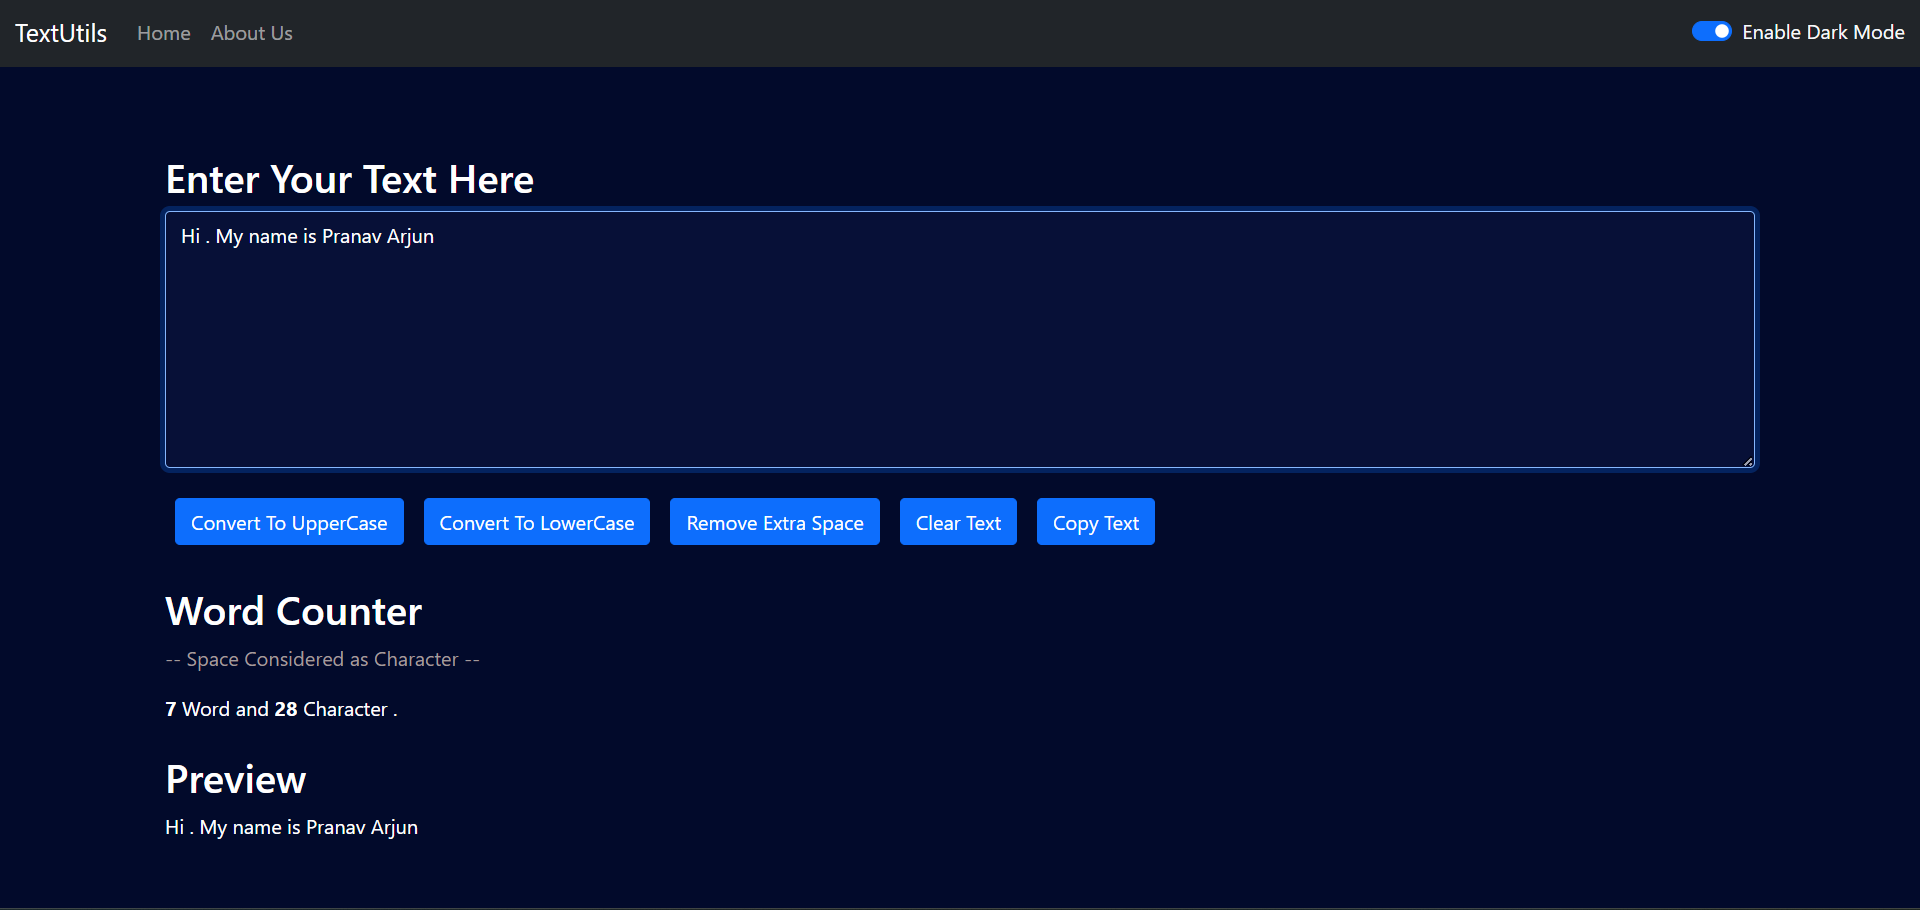 TextUtils Home About Us Enable Dark Mode
Enter Your Text Here
Hi . My name is Pranav Arjun
Convert To UpperCase Convert To LowerCase Remove Extra Space Clear Text Copy Text
Word Counter
-- Space Considered as Character --
7 Word and 28 Character .
Preview
Hi . My name is Pranav Arjun